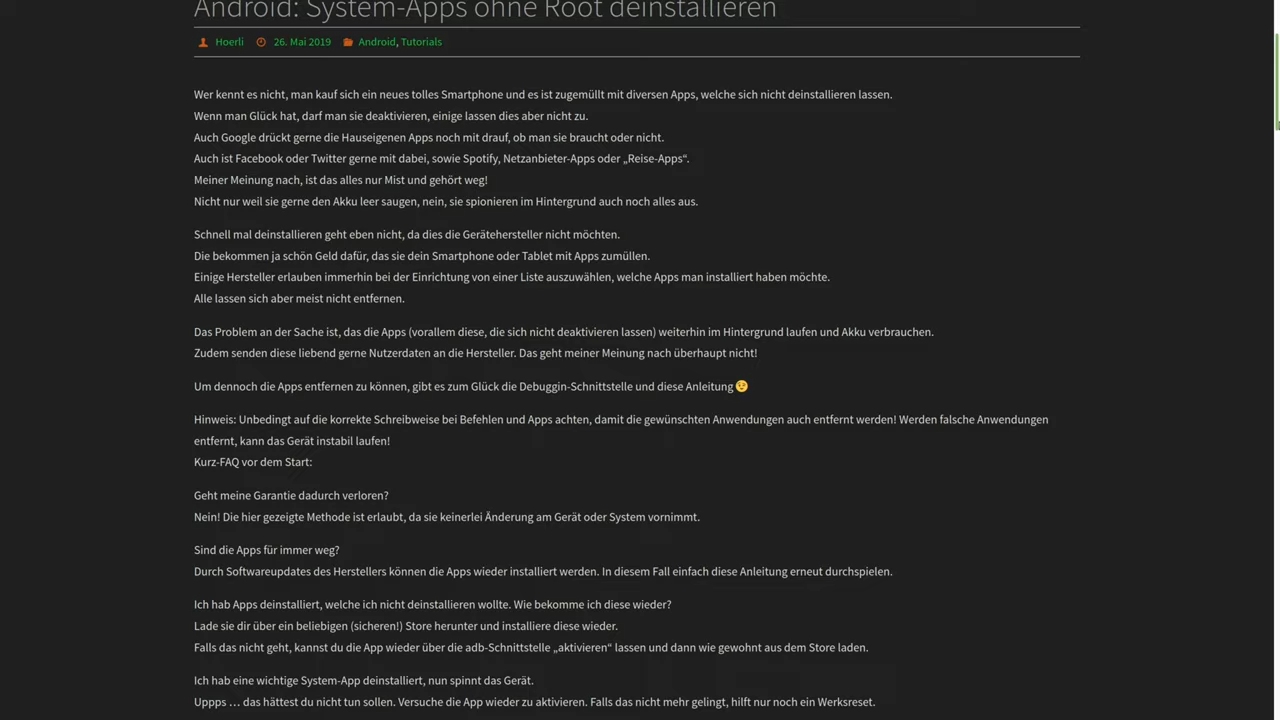 Android: System-Apps ohne Root deinstallieren
Hoerli 26. Mai 2019 Android, Tutorials
Wer kennt es nicht, man kauf sich ein neues tolles Smartphone und es ist zugemüllt mit diversen Apps, welche sich nicht deinstallieren lassen.
Wenn man Glück hat, darf man sie deaktivieren, einige lassen dies aber nicht zu.
Auch Google drückt gerne die Hauseigenen Apps noch mit drauf, ob man sie braucht oder nicht.
Auch ist Facebook oder Twitter gerne mit dabei, sowie Spotify, Netzanbieter-Apps oder „Reise-Apps“.
Meiner Meinung nach, ist das alles nur Mist und gehört weg!
Nicht nur weil sie gerne den Akku leer saugen, nein, sie spionieren im Hintergrund auch noch alles aus.
Schnell mal deinstallieren geht eben nicht, da dies die Gerätehersteller nicht möchten.
Die bekommen ja schön Geld dafür, das sie dein Smartphone oder Tablet mit Apps zumüllen.
Einige Hersteller erlauben immerhin bei der Einrichtung von einer Liste auszuwählen, welche Apps man installiert haben möchte.
Alle lassen sich aber meist nicht entfernen.
Das Problem an der Sache ist, das die Apps (vorallem diese, die sich nicht deaktivieren lassen) weiterhin im Hintergrund laufen und Akku verbrauchen.
Zudem senden diese liebend gerne Nutzerdaten an die Hersteller. Das geht meiner Meinung nach überhaupt nicht!
Um dennoch die Apps entfernen zu können, gibt es zum Glück die Debuggin-Schnittstelle und diese Anleitung😉
Hinweis: Unbedingt auf die korrekte Schreibweise bei Befehlen und Apps achten, damit die gewünschten Anwendungen auch entfernt werden! Werden falsche Anwendungen
entfernt, kann das Gerät instabil laufen!
Kurz-FAQ vor dem Start:
Geht meine Garantie dadurch verloren?
Nein! Die hier gezeigte Methode ist erlaubt, da sie keinerlei Änderung am Gerät oder System vornimmt.
Sind die Apps für immer weg?
Durch Softwareupdates des Herstellers können die Apps wieder installiert werden. In diesem Fall einfach diese Anleitung erneut durchspielen.
Ich hab Apps deinstalliert, welche ich nicht deinstallieren wollte. Wie bekomme ich diese wieder?
Lade sie dir über ein beliebigen (sicheren!) Store herunter und installiere diese wieder.
Falls das nicht geht, kannst du die App wieder über die adb-Schnittstelle „aktivieren“ lassen und dann wie gewohnt aus dem Store laden.
Ich hab eine wichtige System-App deinstalliert, nun spinnt das Gerät.
Uppps … das hättest du nicht tun sollen. Versuche die App wieder zu aktivieren. Falls das nicht mehr gelingt, hilft nur noch ein Werksreset.